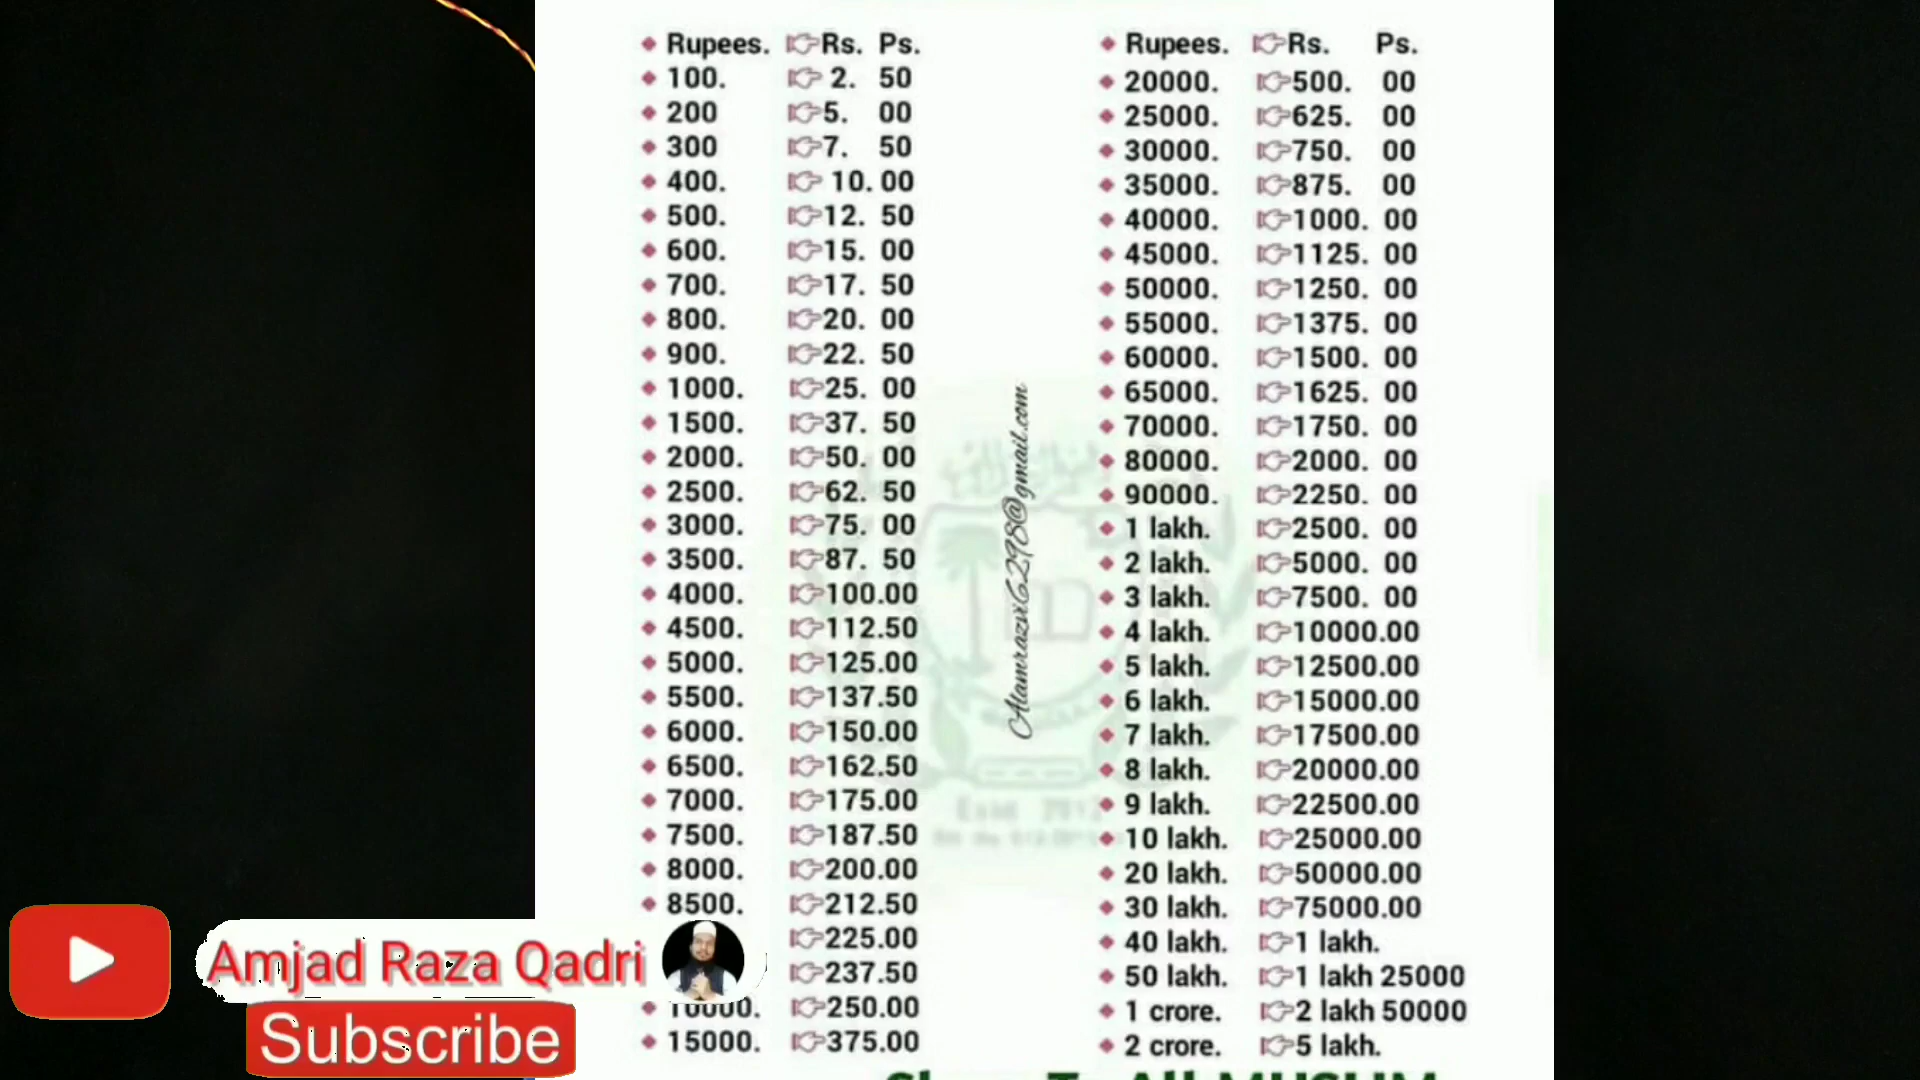 Rupees. Rs. Ps.
100. 2. 50
200 5. 00
300 7. 50
400. 10. 00
500. 12. 50
600. 15. 00
700. 17. 50
800. 20. 00
900. 22. 50
1000. 25. 00
1500. 37. 50
2000. 50. 00
2500. 62. 50
3000. 75. 00
3500. 87. 50
4000. 100.00
4500. 112.50
5000. 125.00
5500. 137.50
6000. 150.00
6500. 162.50
7000. 175.00
7500. 187.50
8000. 200.00
8500. 212.50
225.00
237.50
10000. 250.00
15000. 375.00
Atamrazvi6298@gmail.com
Rupees. Rs. Ps.
20000. 500. 00
25000. 625. 00
30000. 750. 00
35000. 875. 00
40000. 1000. 00
45000. 1125. 00
50000. 1250. 00
55000. 1375. 00
60000. 1500. 00
65000. 1625. 00
70000. 1750. 00
80000. 2000. 00
90000. 2250. 00
1 lakh. 2500. 00
2 lakh. 5000. 00
3 lakh. 7500. 00
4 lakh. 10000.00
5 lakh. 12500.00
6 lakh. 15000.00
7 lakh. 17500.00
8 lakh. 20000.00
9 lakh. 22500.00
10 lakh. 25000.00
20 lakh. 50000.00
30 lakh. 75000.00
40 lakh. 1 lakh.
50 lakh. 1 lakh 25000
1 crore. 2 lakh 50000
2 crore. 5 lakh.
Amjad Raza Qadri
Subscribe